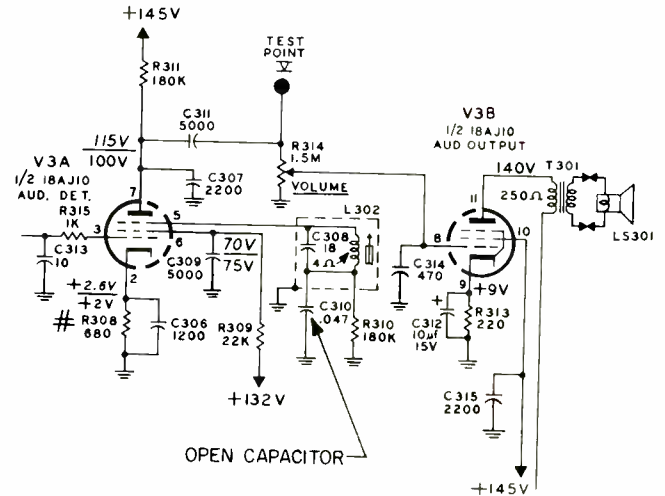 +145V
R311
180K
TEST
POINT
V
C311
5000
115V
100V
R314
1.5M
VOLUME
V3B
1/2 18AJ10
AUD OUTPUT
140V
T301
250Ω
LS301
V3A
1/2 18AJ10
AUD. DET.
R315
1K
C307
2200
7
5
3
6
2
C313
10
C309
5000
70V
75V
L302
C308
18
4Ω
11
8
10
9
C314
470
+9V
+2.6V
+2V
# R308
680
C306
1200
R309
22K
C310
.047
R310
180K
+
C312
10µf
15V
R313
220
C315
2200
+132V
OPEN CAPACITOR
+145V